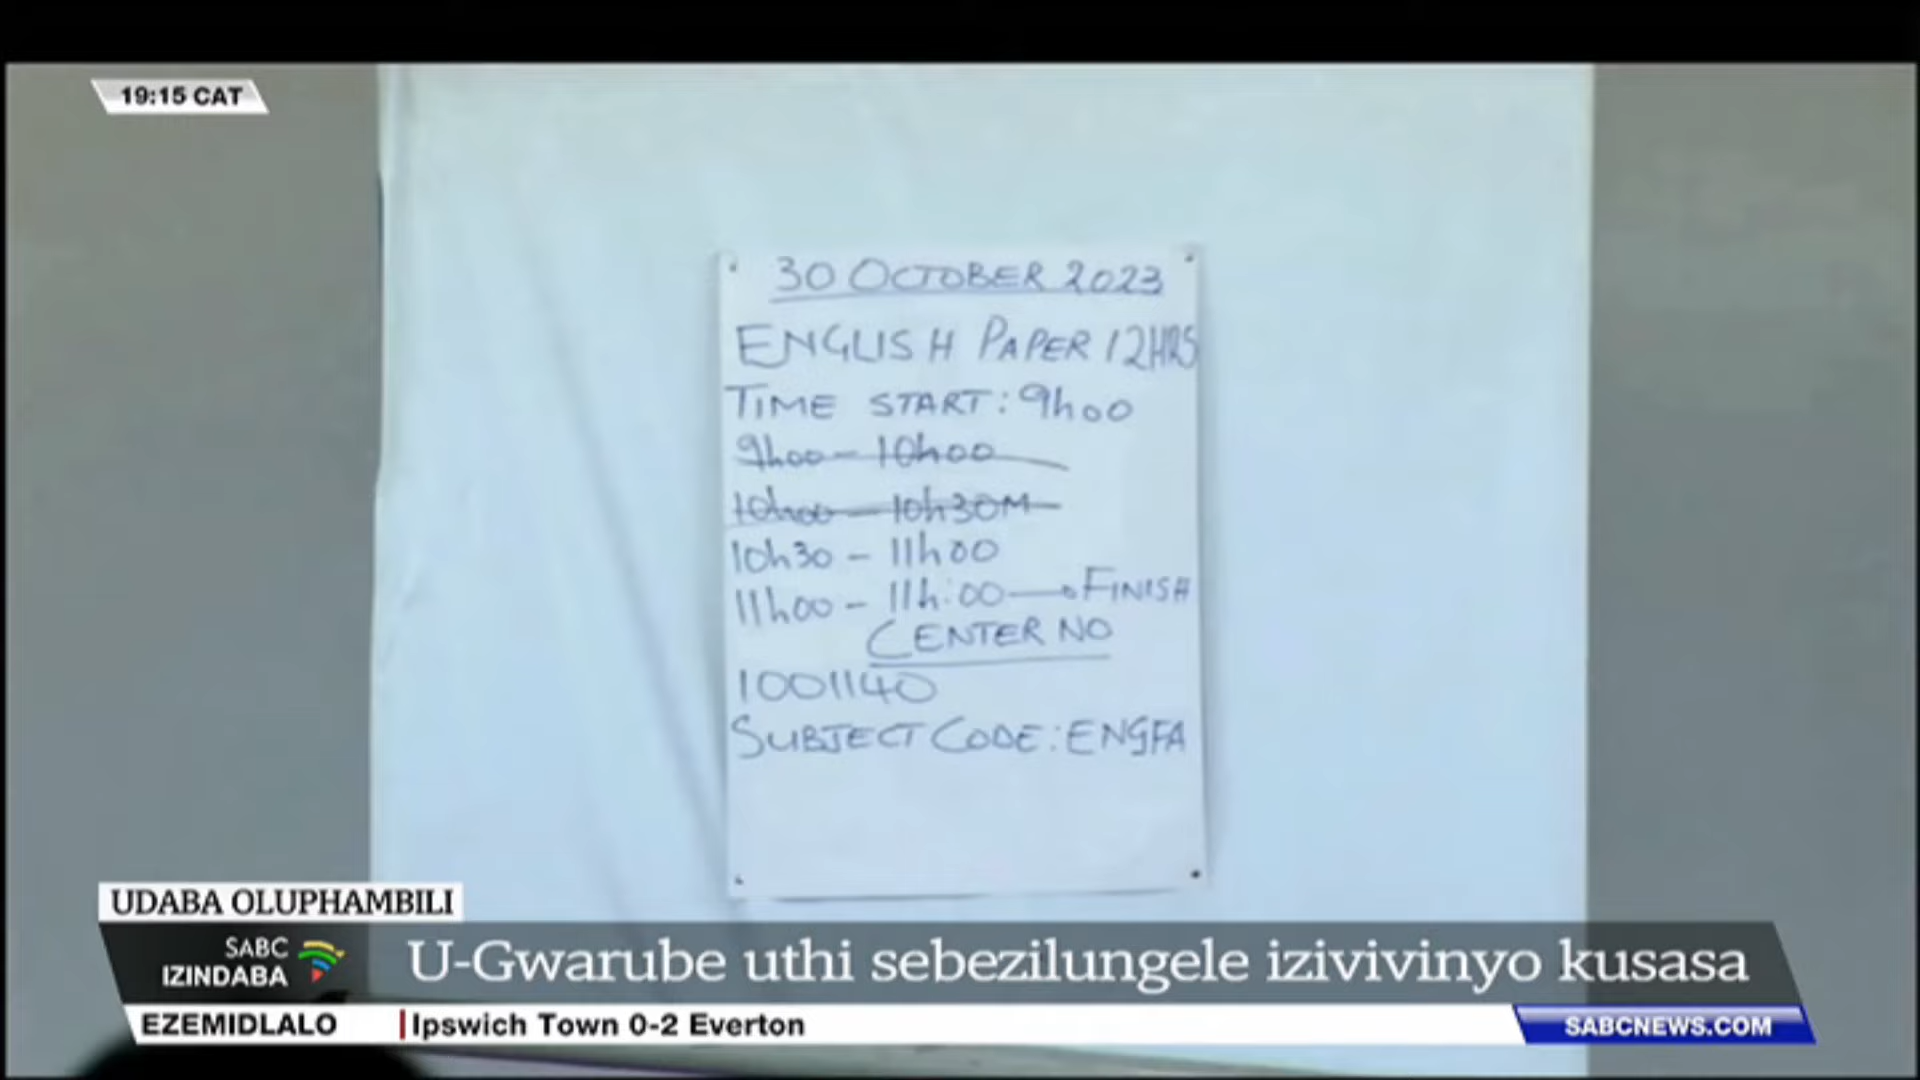 19:15 CAT
30 OCTOBER 2023
ENGLISH PAPER 1 2HRS
TIME START: 9h00
9h00 - 10h00
10h00 - 10h30M
10h30 - 11h00
11h00 - 11h:00 → FINISH
CENTER NO
1001140
SUBJECT CODE: ENGFA
UDABA OLUPHAMBILI
SABC IZINDABA
U-Gwarube uthi sebezilungele izivivinyo kusasa
EZEMIDLALO Ipswich Town 0-2 Everton
SABCNEWS.COM